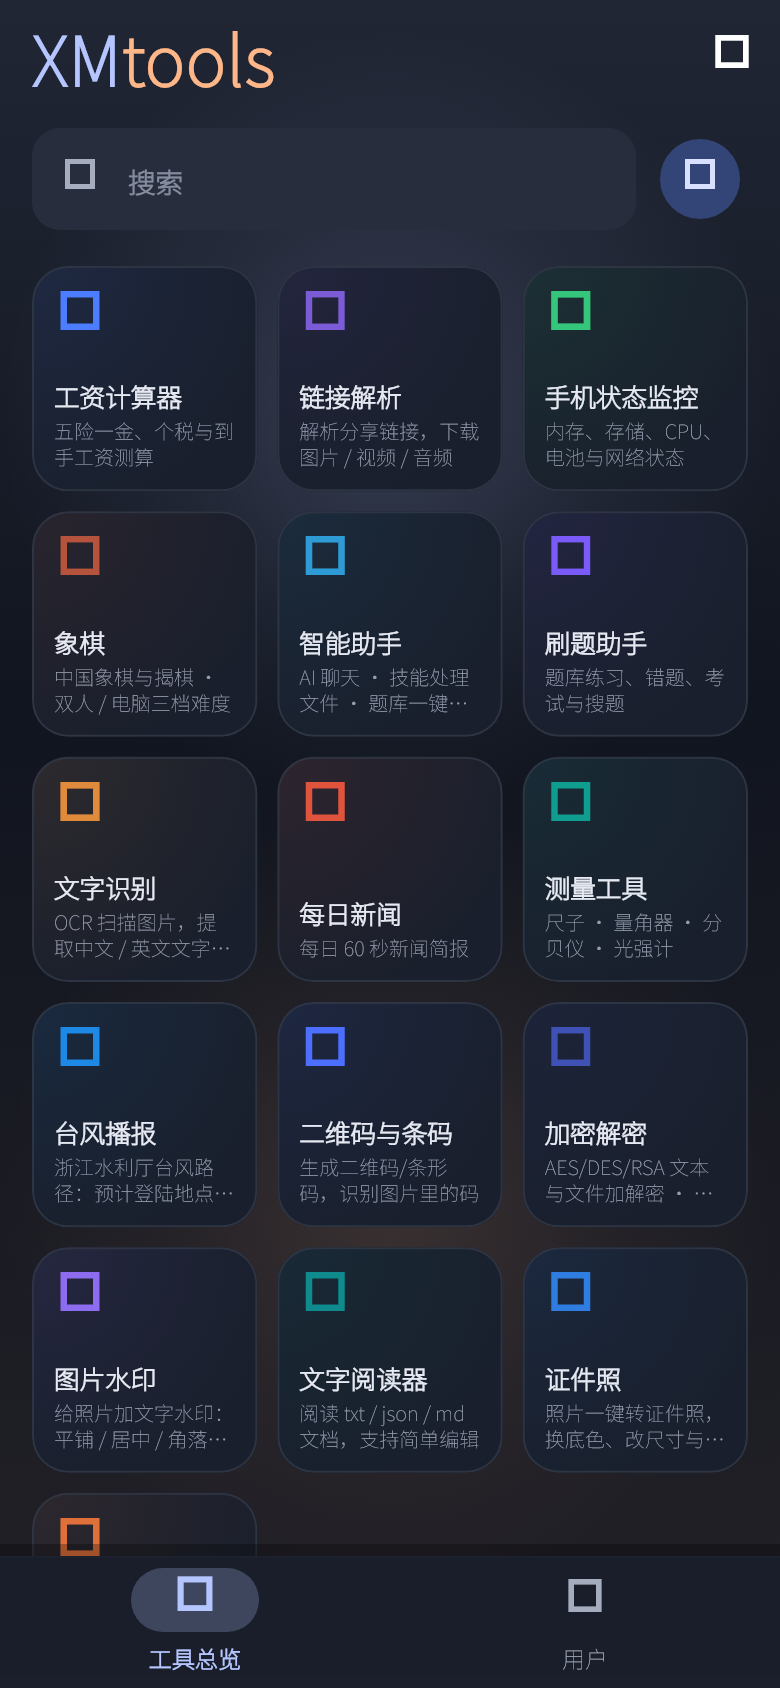 XMtools
搜索
工资计算器
五险一金、个税与到
手工资测算
链接解析
解析分享链接，下载
图片 / 视频 / 音频
手机状态监控
内存、存储、CPU、
电池与网络状态
象棋
中国象棋与揭棋 ·
双人 / 电脑三档难度
智能助手
AI 聊天 · 技能处理
文件 · 题库一键…
刷题助手
题库练习、错题、考
试与搜题
文字识别
OCR 扫描图片，提
取中文 / 英文文字…
每日新闻
每日 60 秒新闻简报
测量工具
尺子 · 量角器 · 分
贝仪 · 光强计
台风播报
浙江水利厅台风路
径：预计登陆地点…
二维码与条码
生成二维码/条形
码，识别图片里的码
加密解密
AES/DES/RSA 文本
与文件加解密 · …
图片水印
给照片加文字水印：
平铺 / 居中 / 角落…
文字阅读器
阅读 txt / json / md
文档，支持简单编辑
证件照
照片一键转证件照，
换底色、改尺寸与…
工具总览
用户